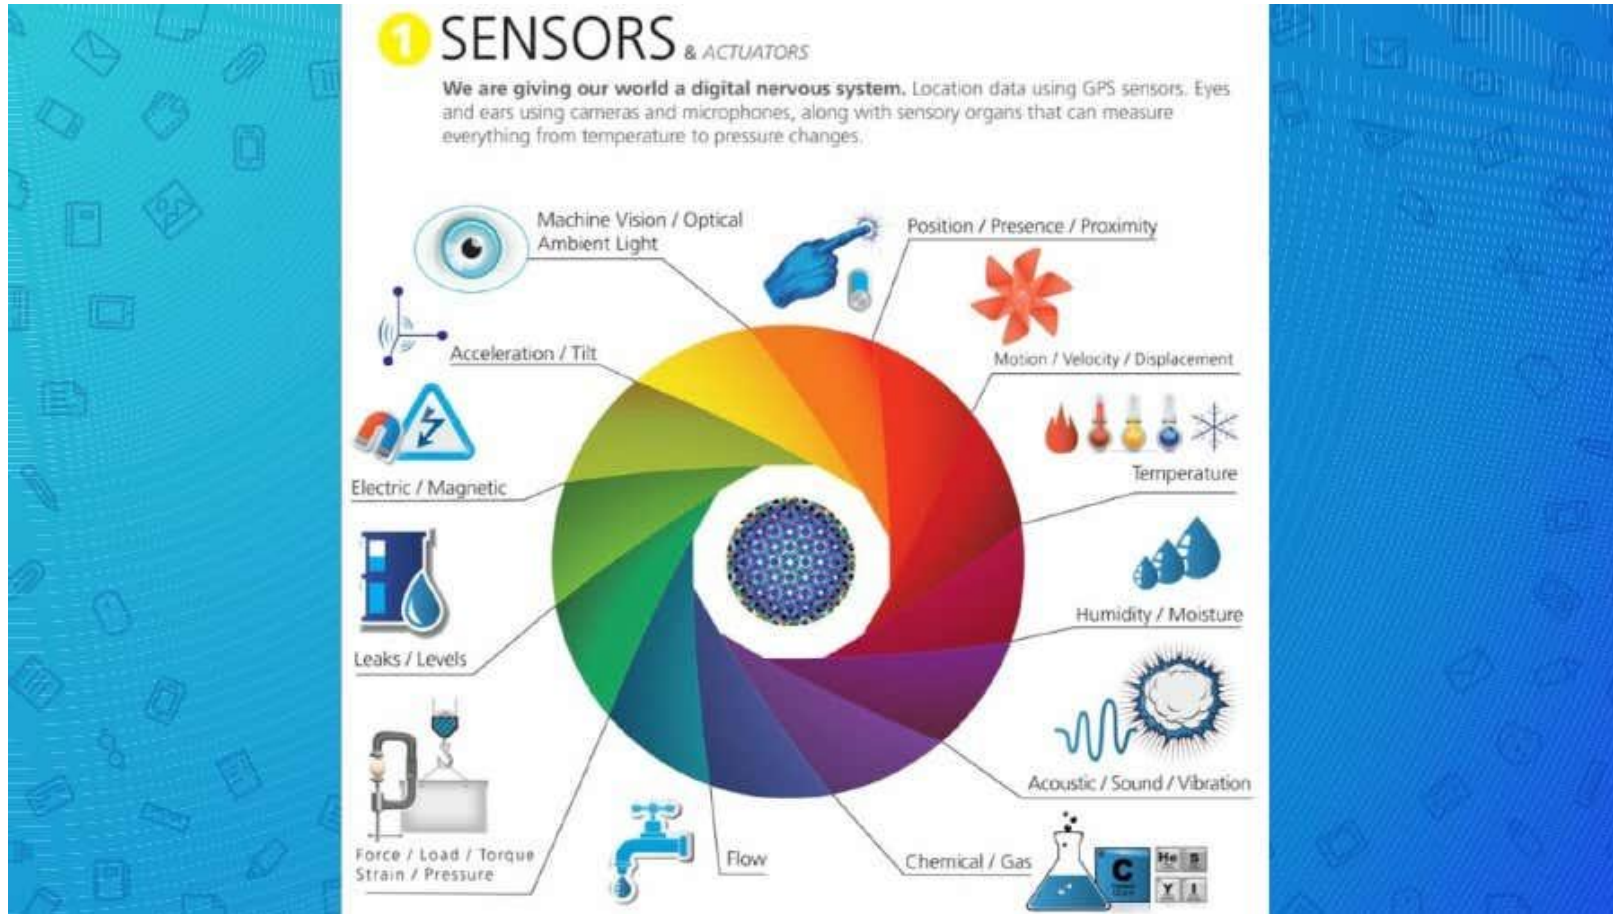 1 SENSORS & ACTUATORS
We are giving our world a digital nervous system. Location data using GPS sensors. Eyes
and ears using cameras and microphones, along with sensory organs that can measure
everything from temperature to pressure changes.
Machine Vision / Optical
Ambient Light
Position / Presence / Proximity
Acceleration / Tilt
Motion / Velocity / Displacement
Electric / Magnetic
Temperature
Humidity / Moisture
Leaks / Levels
Acoustic / Sound / Vibration
Force / Load / Torque
Strain / Pressure
Flow
Chemical / Gas
C
He S
Y I